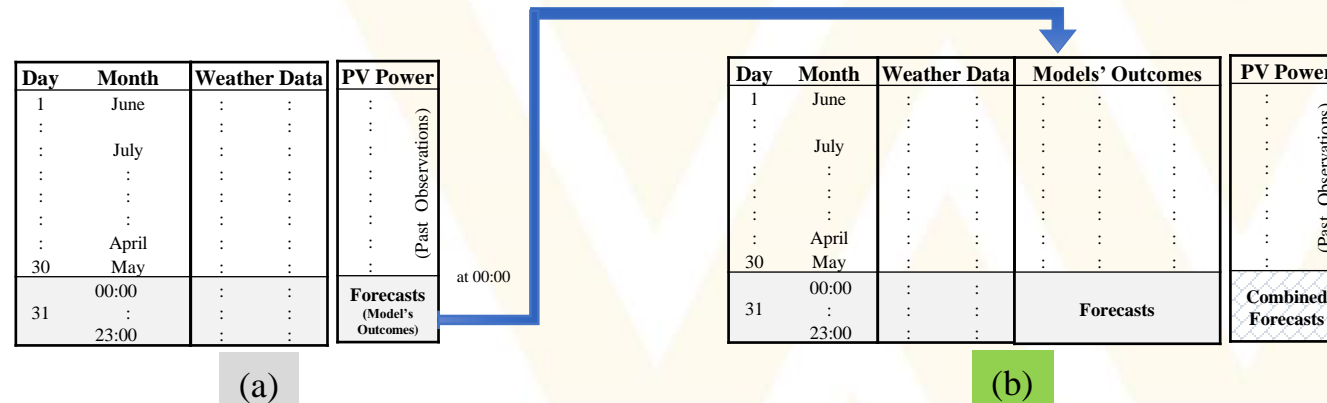 Day Month Weather Data PV Power
1 June : : :
: : : :
: July : : :
: : : : :
: : : : :
: : : : :
: April : : :
30 May : : :
(Past Observations)
31
00:00 : :
: : :
23:00 : :
Forecasts
(Model's
Outcomes)
at 00:00
(a)
Day Month Weather Data Models' Outcomes PV Power
1 June : : : : : :
: : : : : : :
: July : : : : : :
: : : : : : : :
: : : : : : : :
: : : : : : : :
: April : : : : : :
30 May : : : : : :
(Past Observations)
31
00:00 : :
: : :
23:00 : :
Forecasts
Combined
Forecasts
(b)